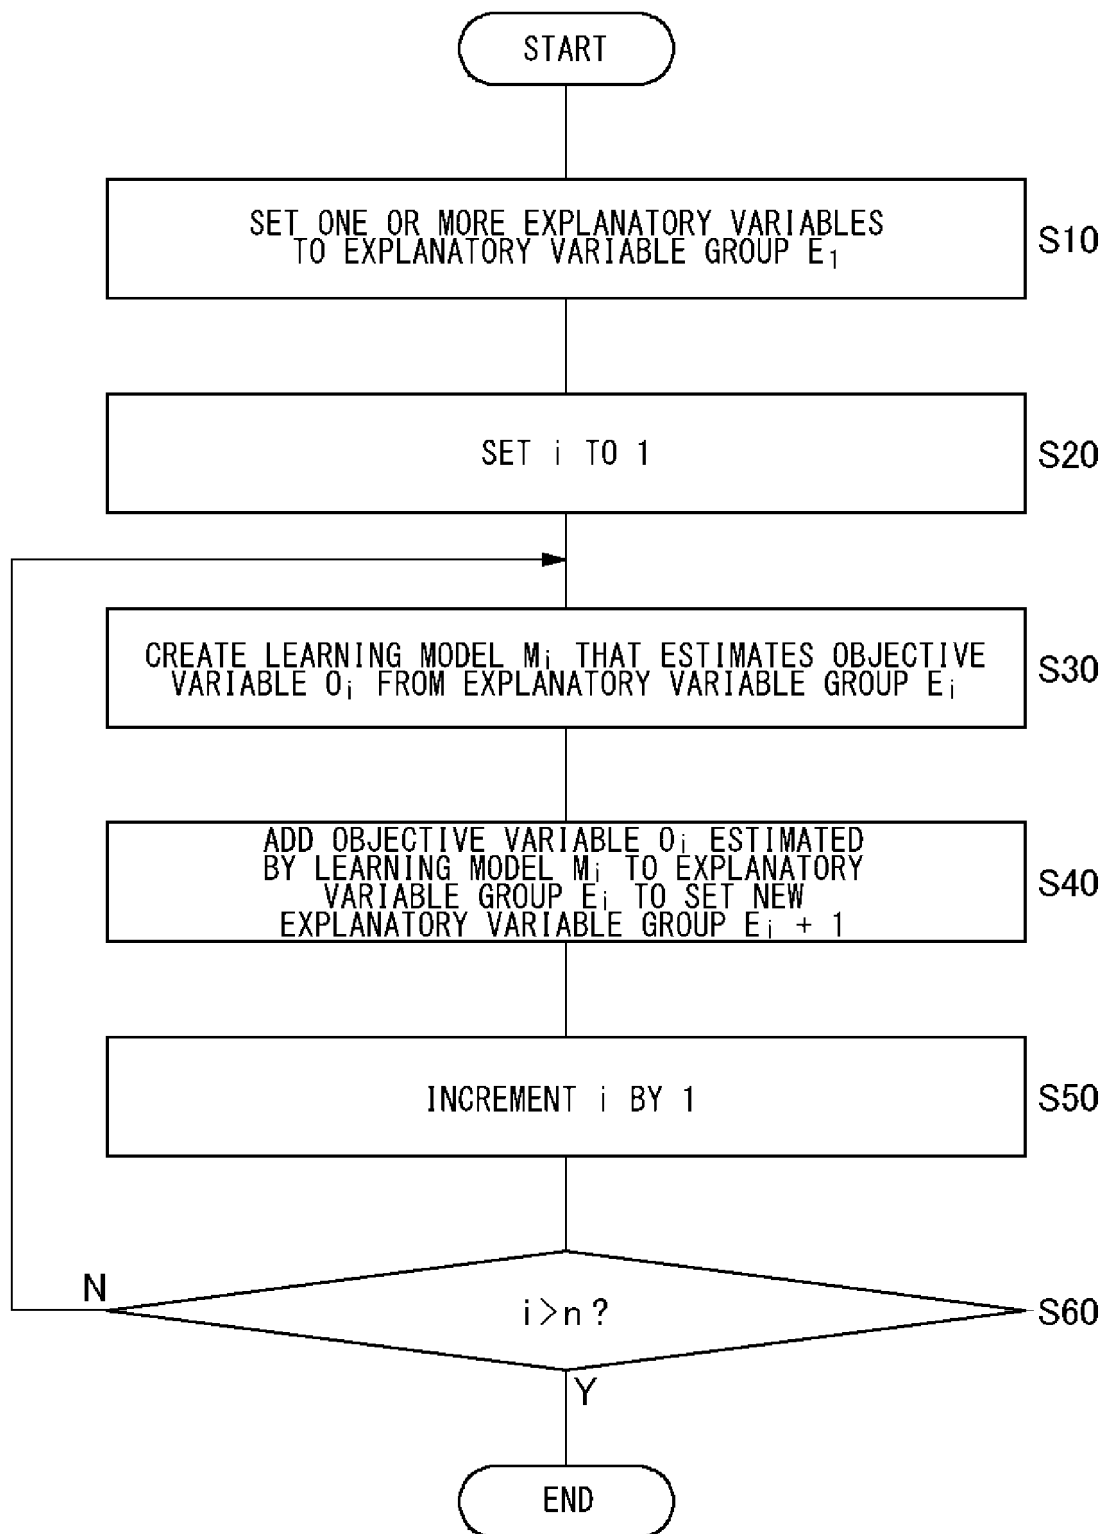 START
SET ONE OR MORE EXPLANATORY VARIABLES
TO EXPLANATORY VARIABLE GROUP E₁
S10
SET i TO 1
S20
CREATE LEARNING MODEL Mᵢ THAT ESTIMATES OBJECTIVE
VARIABLE Oᵢ FROM EXPLANATORY VARIABLE GROUP Eᵢ
S30
ADD OBJECTIVE VARIABLE Oᵢ ESTIMATED
BY LEARNING MODEL Mᵢ TO EXPLANATORY
VARIABLE GROUP Eᵢ TO SET NEW
EXPLANATORY VARIABLE GROUP Eᵢ + 1
S40
INCREMENT i BY 1
S50
N
i>n?
S60
Y
END